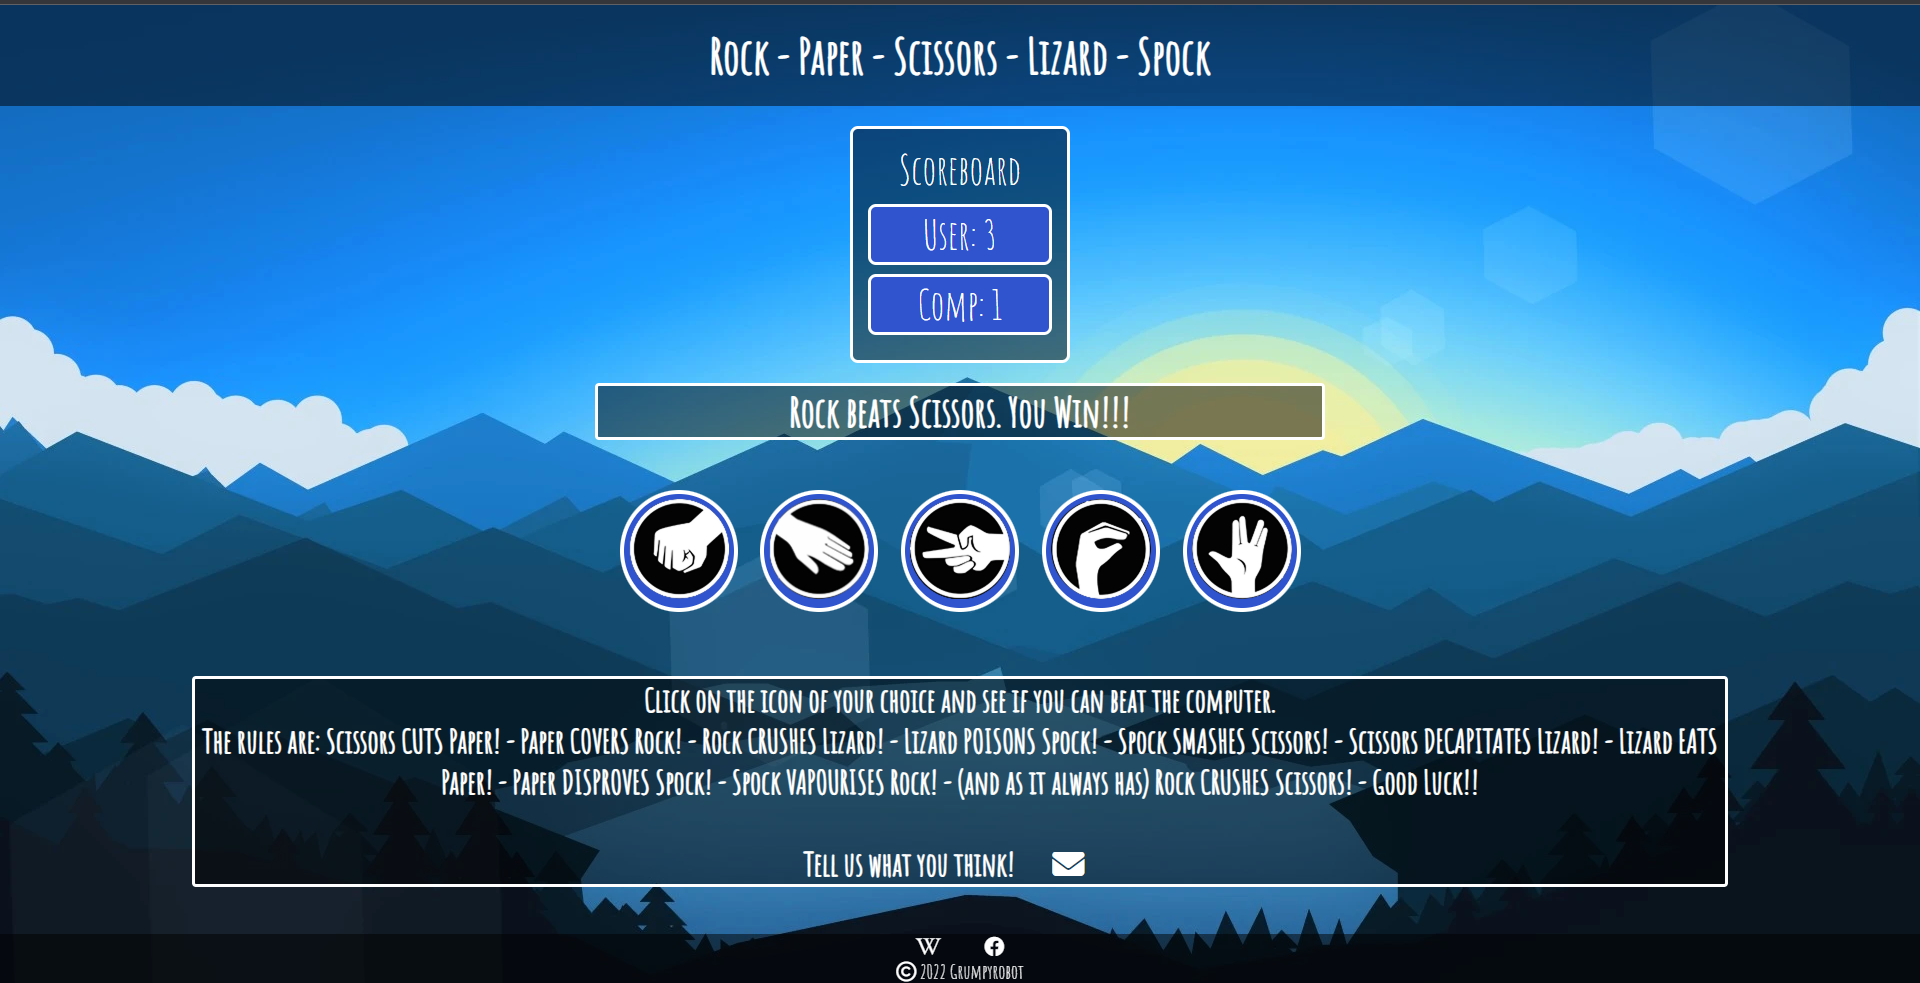 Rock - Paper - Scissors - Lizard - Spock
Scoreboard
User: 3
Comp: 1
Rock beats Scissors. You Win!!!
Click on the icon of your choice and see if you can beat the computer.
The rules are: Scissors CUTS Paper! - Paper COVERS Rock! - Rock CRUSHES Lizard! - Lizard POISONS Spock! - Spock SMASHES Scissors! - Scissors DECAPITATES Lizard! - Lizard EATS
Paper! - Paper DISPROVES Spock! - Spock VAPOURISES Rock! - (and as it always has) Rock CRUSHES Scissors! - Good Luck!!
Tell us what you think!
W
© 2022 Grumpyrobot